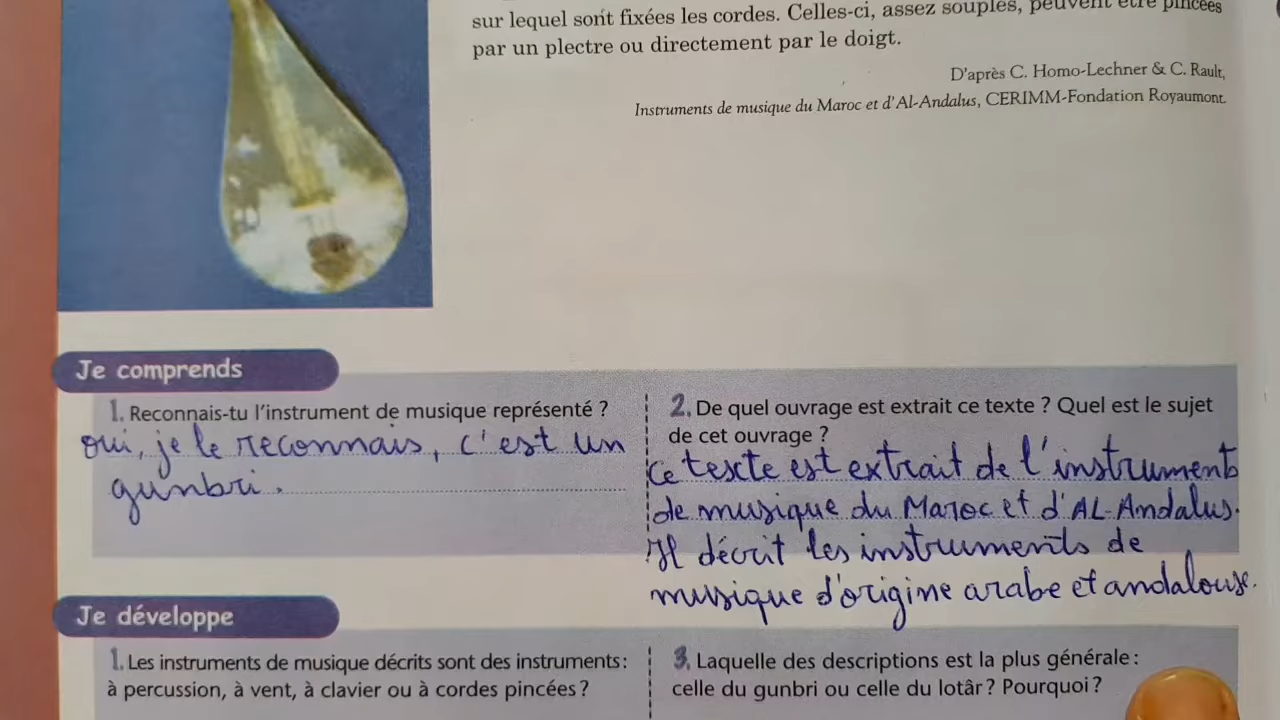 sur lequel sont fixées les cordes. Celles-ci, assez souples, peuvent être pincées
par un plectre ou directement par le doigt.
D'après C. Homo-Lechner & C. Rault,
Instruments de musique du Maroc et d'Al-Andalus, CERIMM-Fondation Royaumont.
Je comprends
1. Reconnais-tu l'instrument de musique représenté ?
oui, je le reconnais, c'est un
gunbri.
2. De quel ouvrage est extrait ce texte ? Quel est le sujet
de cet ouvrage ?
Ce texte est extrait de l'instrument
de musique du Maroc et d'AL-Andalus.
Il décrit les instruments de
musique d'origine arabe et andalouse.
Je développe
1. Les instruments de musique décrits sont des instruments :
à percussion, à vent, à clavier ou à cordes pincées ?
3. Laquelle des descriptions est la plus générale :
celle du gunbri ou celle du lotâr ? Pourquoi ?